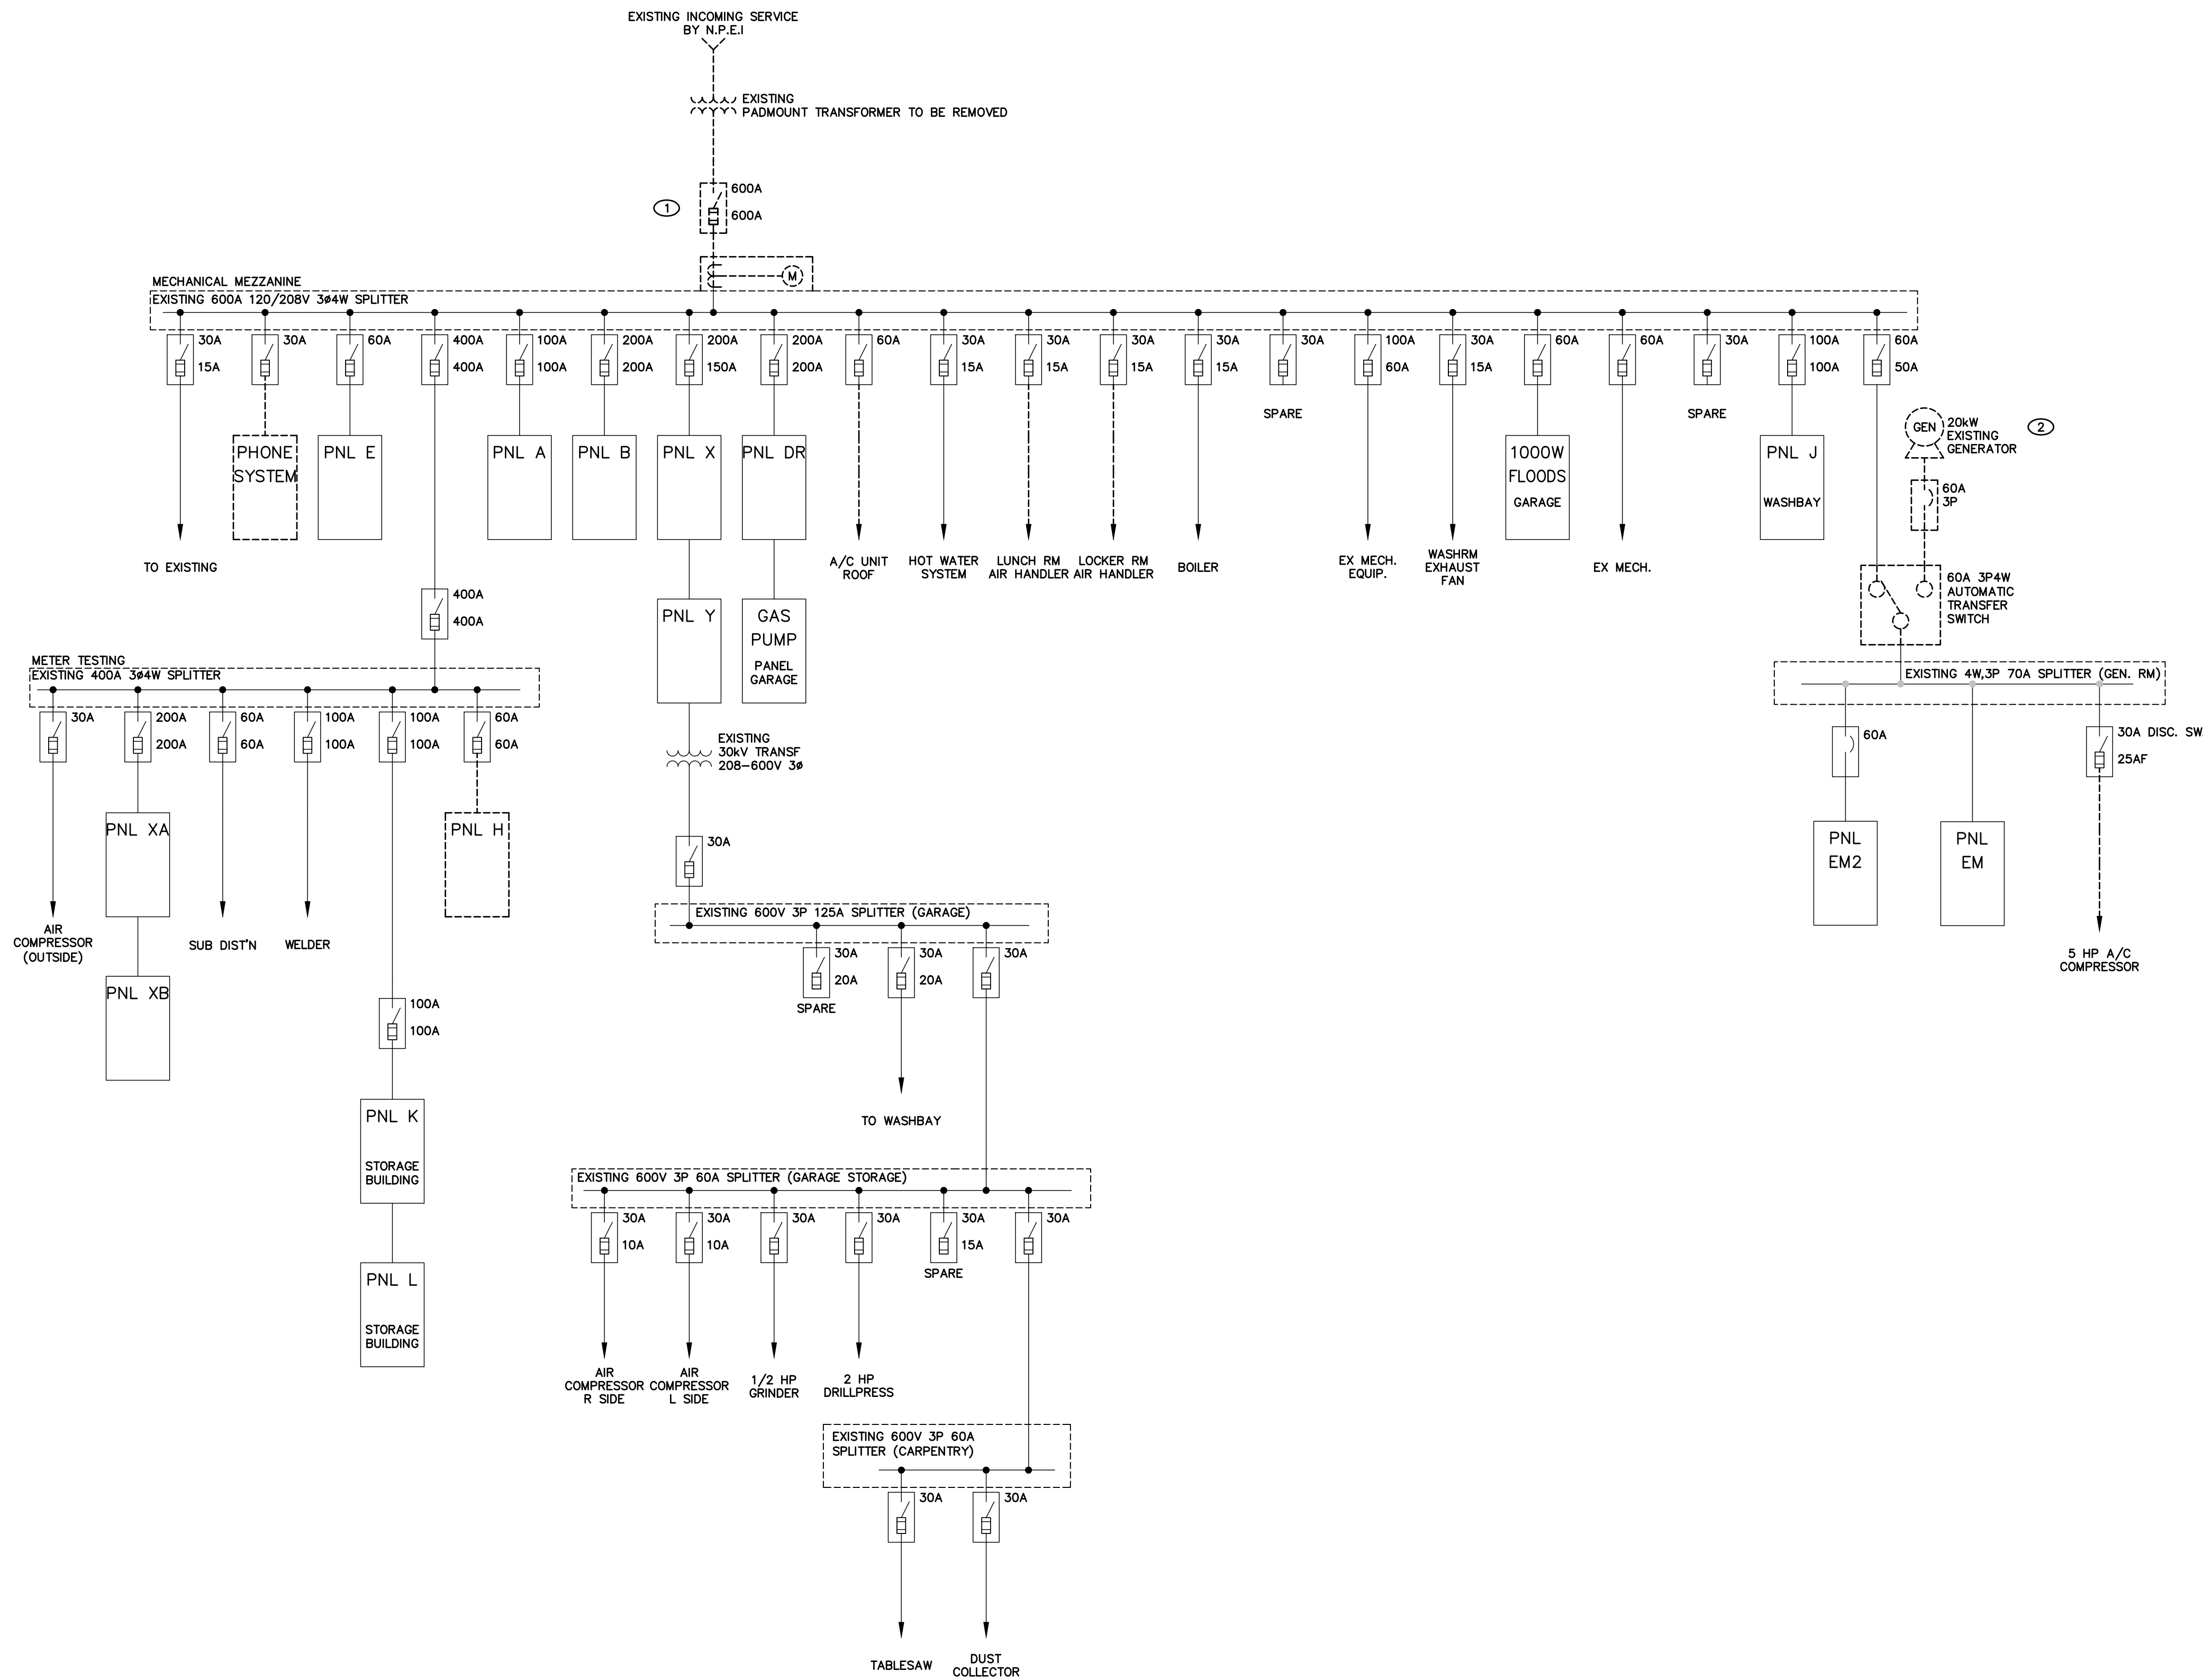 EXISTING INCOMING SERVICE
BY N.P.E.I
EXISTING
PADMOUNT TRANSFORMER TO BE REMOVED
600A
1
600A
M
MECHANICAL MEZZANINE
EXISTING 600A 120/208V 3ø4W SPLITTER
30A
15A
TO EXISTING
30A
PHONE
SYSTEM
60A
PNL E
400A
400A
400A
400A
100A
100A
PNL A
200A
200A
PNL B
200A
150A
PNL X
PNL Y
200A
200A
PNL DR
GAS
PUMP
PANEL
GARAGE
60A
A/C UNIT
ROOF
30A
15A
HOT WATER
SYSTEM
30A
15A
LUNCH RM
AIR HANDLER
30A
15A
LOCKER RM
AIR HANDLER
30A
15A
BOILER
30A
SPARE
100A
60A
EX MECH.
EQUIP.
30A
15A
WASHRM
EXHAUST
FAN
60A
1000W
FLOODS
GARAGE
60A
EX MECH.
30A
SPARE
100A
100A
PNL J
WASHBAY
60A
50A
GEN
20kW
EXISTING
GENERATOR
2
60A
3P
60A 3P4W
AUTOMATIC
TRANSFER
SWITCH
EXISTING 4W,3P 70A SPLITTER (GEN. RM)
60A
PNL
EM2
PNL
EM
30A DISC. SW
25AF
5 HP A/C
COMPRESSOR
METER TESTING
EXISTING 400A 3ø4W SPLITTER
30A
AIR
COMPRESSOR
(OUTSIDE)
200A
200A
PNL XA
PNL XB
60A
60A
SUB DIST'N
100A
100A
WELDER
100A
100A
100A
100A
PNL K
STORAGE
BUILDING
PNL L
STORAGE
BUILDING
60A
60A
PNL H
EXISTING
30kV TRANSF
208-600V 3ø
30A
EXISTING 600V 3P 125A SPLITTER (GARAGE)
30A
20A
SPARE
30A
20A
TO WASHBAY
30A
EXISTING 600V 3P 60A SPLITTER (GARAGE STORAGE)
30A
10A
AIR
COMPRESSOR
R SIDE
30A
10A
AIR
COMPRESSOR
L SIDE
30A
1/2 HP
GRINDER
30A
2 HP
DRILLPRESS
30A
15A
SPARE
30A
EXISTING 600V 3P 60A
SPLITTER (CARPENTRY)
30A
TABLESAW
30A
DUST
COLLECTOR